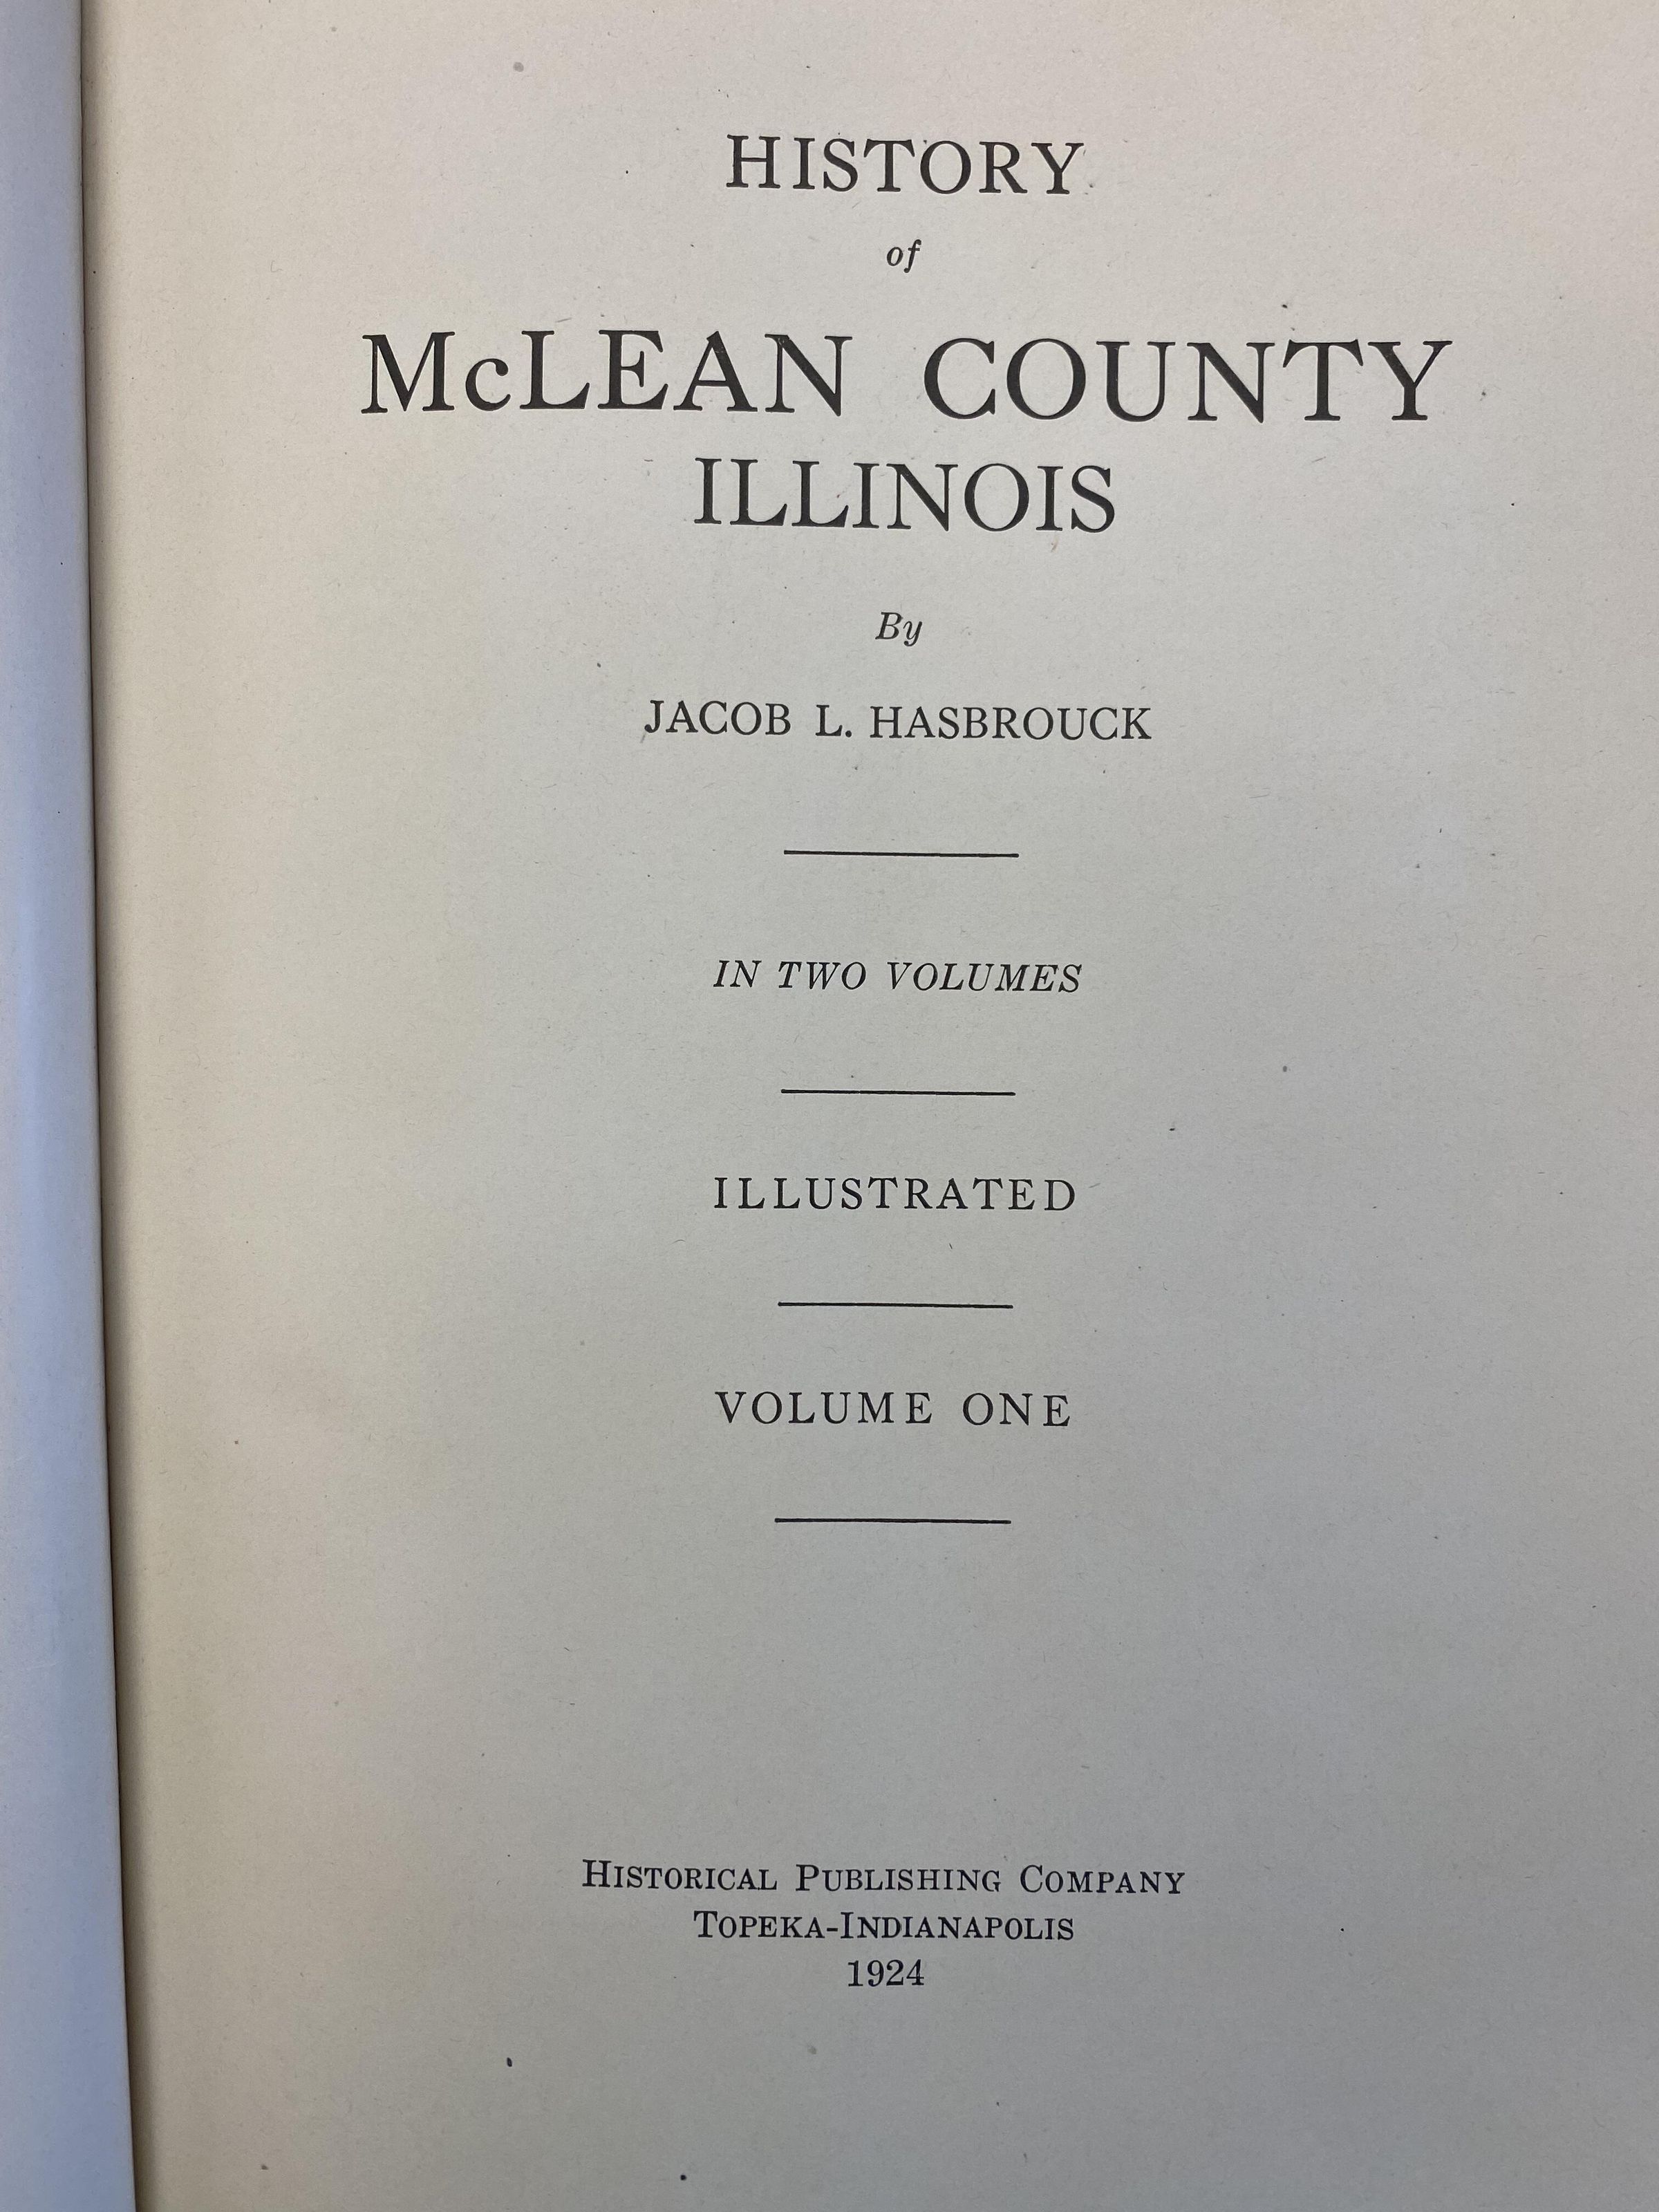 HISTORY
of
McLEAN COUNTY
ILLINOIS
By
JACOB L. HASBROUCK
IN TWO VOLUMES
ILLUSTRATED
VOLUME ONE
HISTORICAL PUBLISHING COMPANY
TOPEKA-INDIANAPOLIS
1924